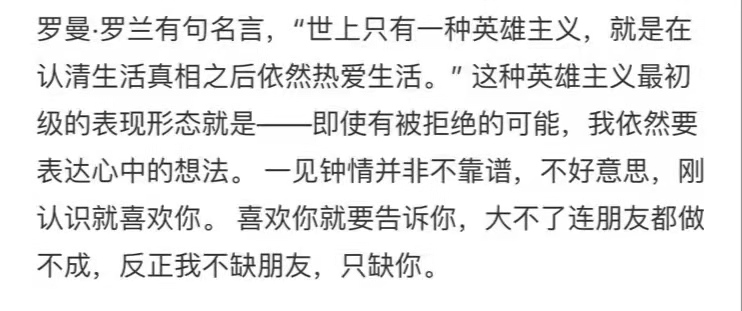 罗曼·罗兰有句名言，“世上只有一种英雄主义，就是在
认清生活真相之后依然热爱生活。” 这种英雄主义最初
级的表现形态就是——即使有被拒绝的可能，我依然要
表达心中的想法。 一见钟情并非不靠谱，不好意思，刚
认识就喜欢你。 喜欢你就要告诉你，大不了连朋友都做
不成，反正我不缺朋友，只缺你。